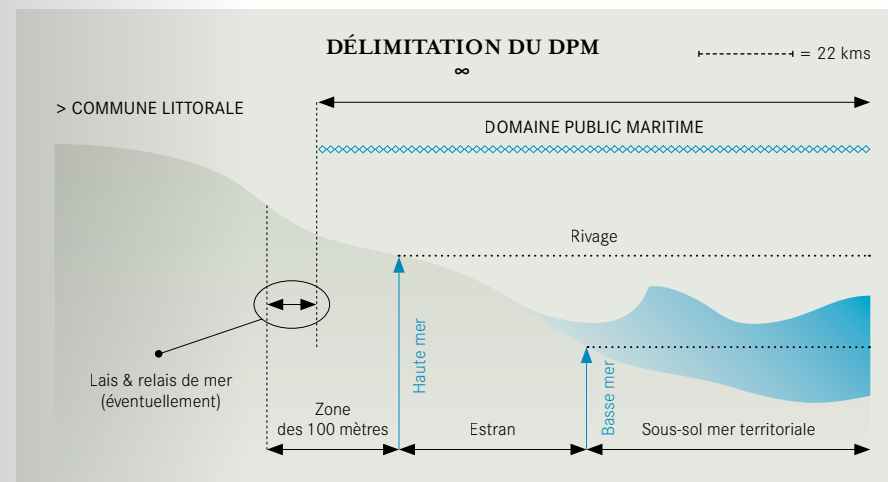 DÉLIMITATION DU DPM
∞
= 22 kms
> COMMUNE LITTORALE
DOMAINE PUBLIC MARITIME
Rivage
Haute mer
Basse mer
Lais & relais de mer
(éventuellement)
Zone
des 100 mètres
Estran
Sous-sol mer territoriale